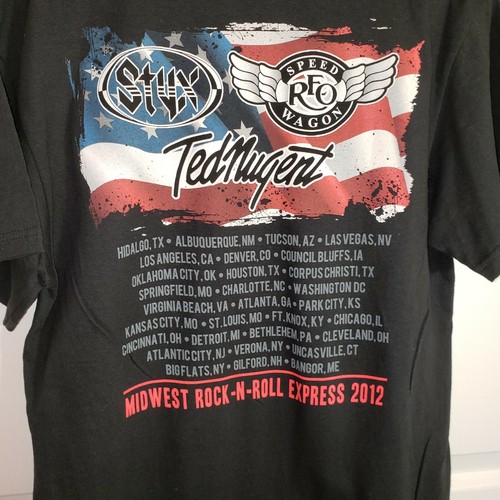 STYX
SPEED
REO
WAGON
Ted Nugent
HIDALGO, TX • ALBUQUERQUE, NM • TUCSON, AZ • LAS VEGAS, NV
LOS ANGELES, CA • DENVER, CO • COUNCIL BLUFFS, IA
OKLAHOMA CITY, OK • HOUSTON, TX • CORPUS CHRISTI, TX
SPRINGFIELD, MO • CHARLOTTE, NC • WASHINGTON DC
VIRGINIA BEACH, VA • ATLANTA, GA • PARK CITY, KS
KANSAS CITY, MO • ST. LOUIS, MO • FT. KNOX, KY • CHICAGO, IL
CINCINNATI, OH • DETROIT, MI • BETHLEHEM, PA • CLEVELAND, OH
ATLANTIC CITY, NJ • VERONA, NY • UNCASVILLE, CT
BIG FLATS, NY • GILFORD, NH • BANGOR, ME
MIDWEST ROCK-N-ROLL EXPRESS 2012